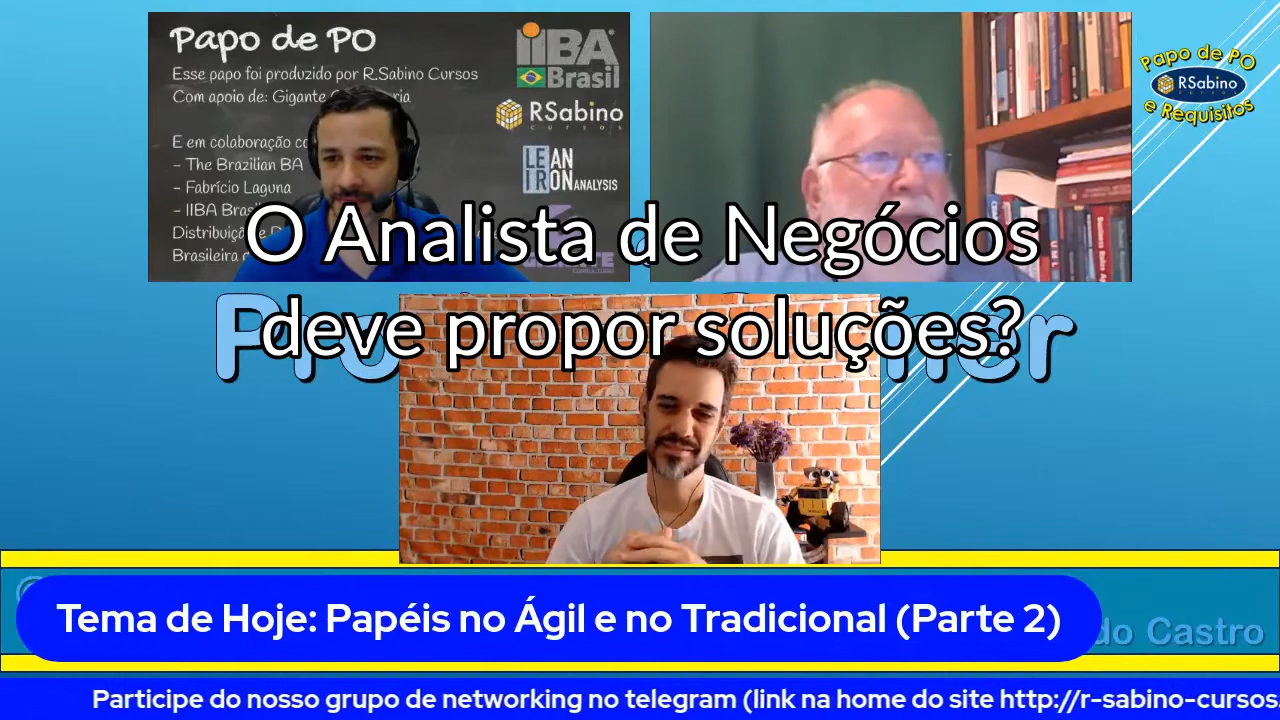 Papo de PO
Esse papo foi produzido por R.Sabino Cursos
Com apoio de: Gigante
E em colaboração
- The Brazilian BA
- Fabrício Laguna
- IIBA
Brasileira
IIBA
Brasil
RSabino
cursos
LEAN
IRON ANALYSIS
Papo de PO
RSabino
e Requisitos
O Analista de Negócios
deve propor soluções?
Tema de Hoje: Papéis no Ágil e no Tradicional (Parte 2)
Castro
Participe do nosso grupo de networking no telegram (link na home do site http://r-sabino-cursos.